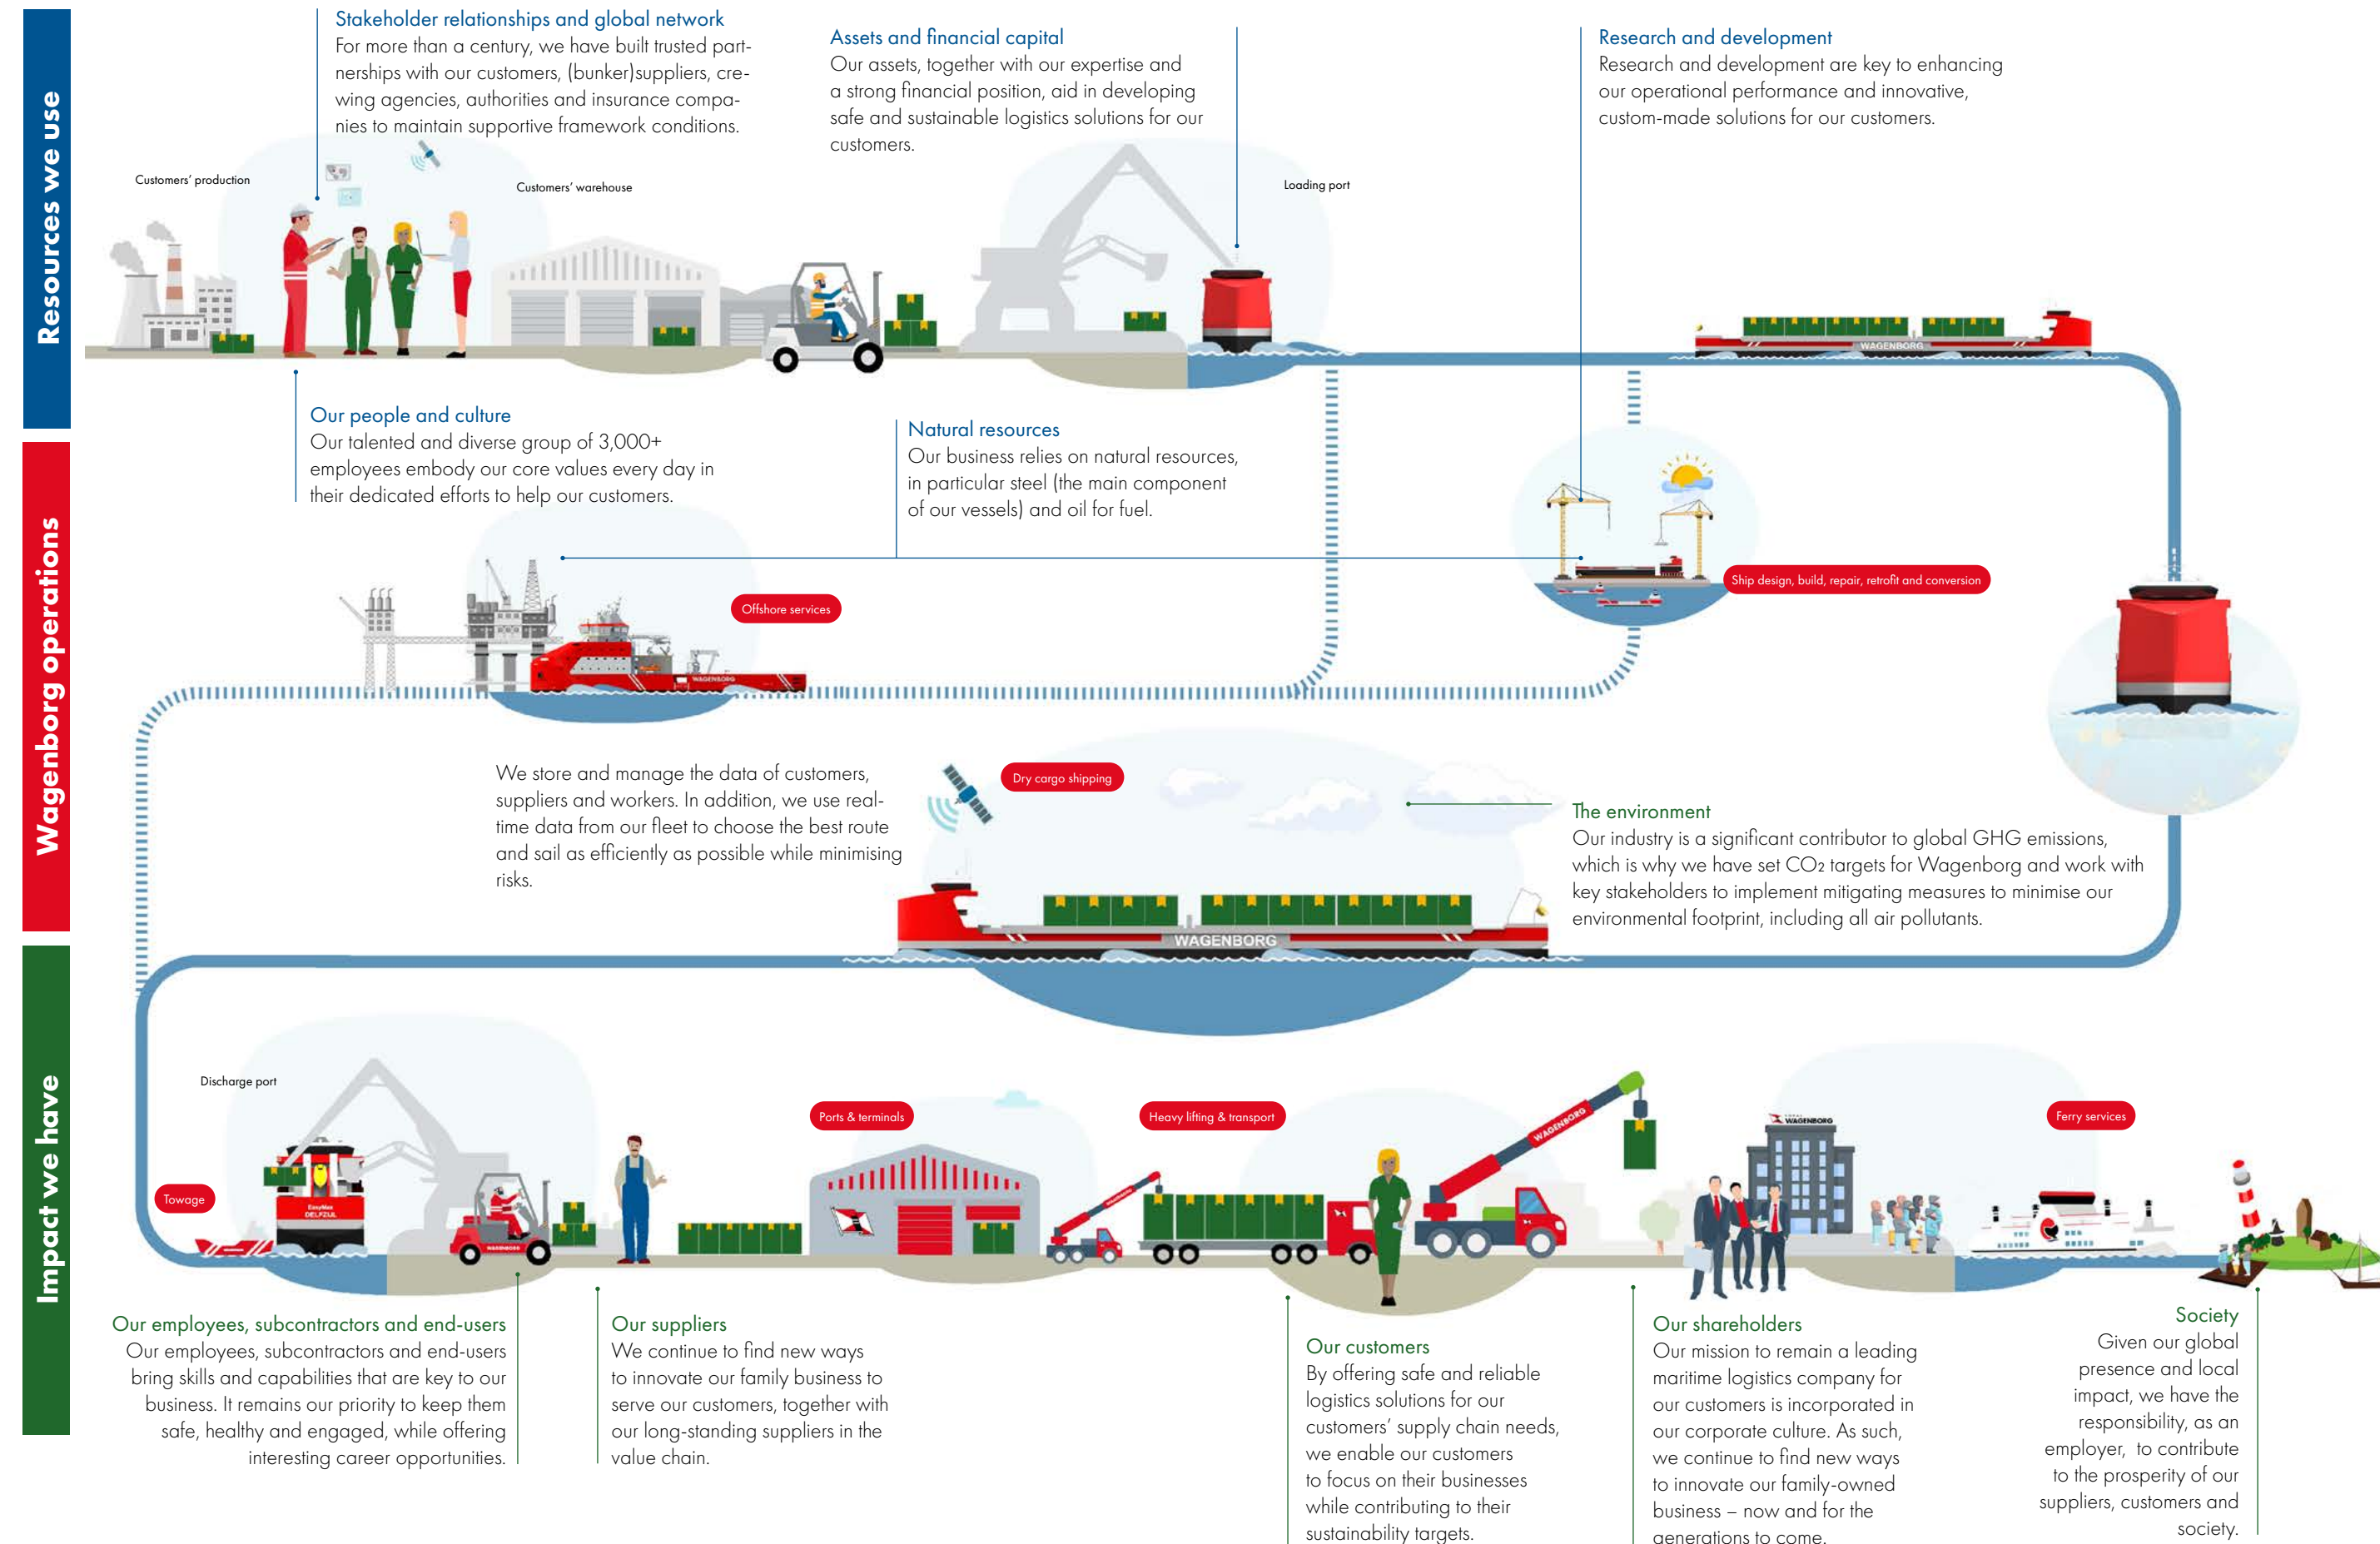 Resources we use
Stakeholder relationships and global network
For more than a century, we have built trusted part-
nerships with our customers, (bunker)suppliers, cre-
wing agencies, authorities and insurance compa-
nies to maintain supportive framework conditions.
Assets and financial capital
Our assets, together with our expertise and
a strong financial position, aid in developing
safe and sustainable logistics solutions for our
customers.
Research and development
Research and development are key to enhancing
our operational performance and innovative,
custom-made solutions for our customers.
Customers' production
Customers' warehouse
Loading port
WAGENBORG
Our people and culture
Our talented and diverse group of 3,000+
employees embody our core values every day in
their dedicated efforts to help our customers.
Natural resources
Our business relies on natural resources,
in particular steel (the main component
of our vessels) and oil for fuel.
Wagenborg operations
Ship design, build, repair, retrofit and conversion
Offshore services
WAGENBORG
We store and manage the data of customers,
suppliers and workers. In addition, we use real-
time data from our fleet to choose the best route
and sail as efficiently as possible while minimising
risks.
Dry cargo shipping
The environment
Our industry is a significant contributor to global GHG emissions,
which is why we have set CO2 targets for Wagenborg and work with
key stakeholders to implement mitigating measures to minimise our
environmental footprint, including all air pollutants.
WAGENBORG
Impact we have
Discharge port
Towage
EasyMax
DELFZIJL
WAGENBORG
Ports & terminals
Heavy lifting & transport
WAGENBORG
WAGENBORG
Ferry services
Our employees, subcontractors and end-users
Our employees, subcontractors and end-users
bring skills and capabilities that are key to our
business. It remains our priority to keep them
safe, healthy and engaged, while offering
interesting career opportunities.
Our suppliers
We continue to find new ways
to innovate our family business to
serve our customers, together with
our long-standing suppliers in the
value chain.
Our customers
By offering safe and reliable
logistics solutions for our
customers' supply chain needs,
we enable our customers
to focus on their businesses
while contributing to their
sustainability targets.
Our shareholders
Our mission to remain a leading
maritime logistics company for
our customers is incorporated in
our corporate culture. As such,
we continue to find new ways
to innovate our family-owned
business – now and for the
generations to come.
Society
Given our global
presence and local
impact, we have the
responsibility, as an
employer, to contribute
to the prosperity of our
suppliers, customers and
society.